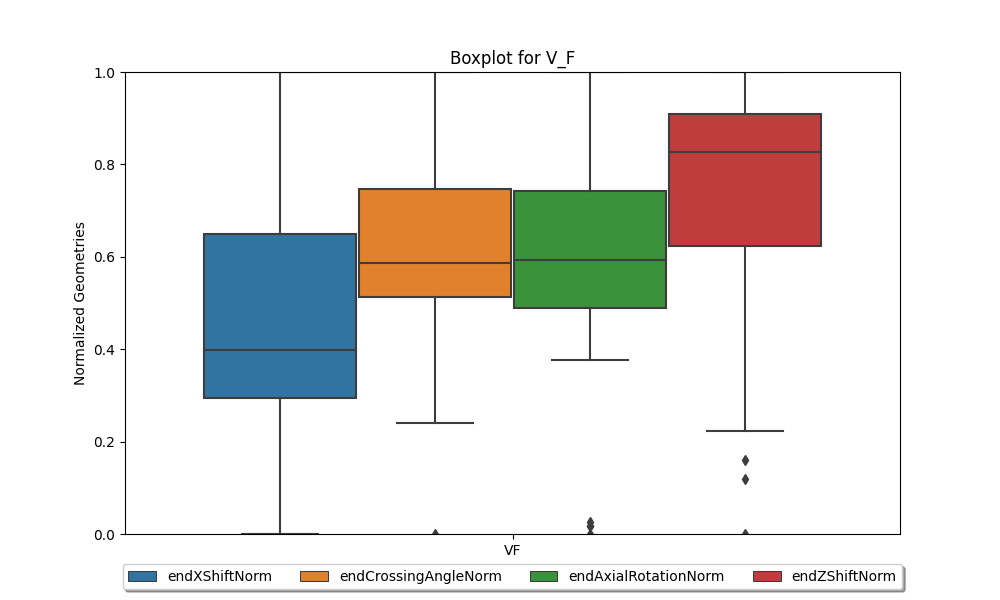 Boxplot for V_F
1.0
0.8
0.6
0.4
0.2
0.0
Normalized Geometries
VF
endXShiftNorm endCrossingAngleNorm endAxialRotationNorm endZShiftNorm